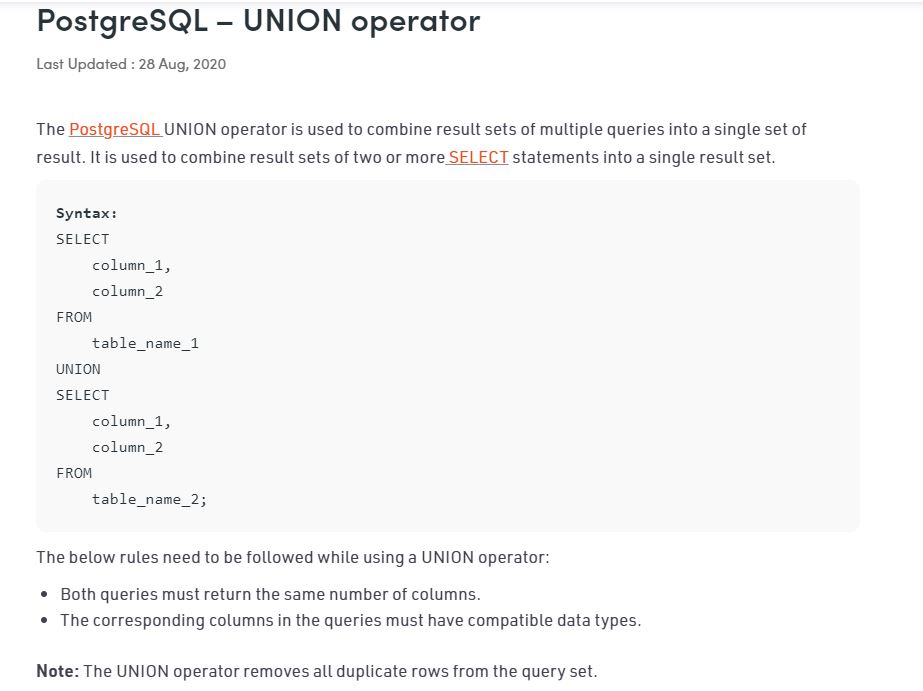 PostgreSQL – UNION operator
Last Updated : 28 Aug, 2020
The PostgreSQL UNION operator is used to combine result sets of multiple queries into a single set of
result. It is used to combine result sets of two or more SELECT statements into a single result set.
Syntax:
SELECT
    column_1,
    column_2
FROM
    table_name_1
UNION
SELECT
    column_1,
    column_2
FROM
    table_name_2;
The below rules need to be followed while using a UNION operator:
• Both queries must return the same number of columns.
• The corresponding columns in the queries must have compatible data types.
Note: The UNION operator removes all duplicate rows from the query set.